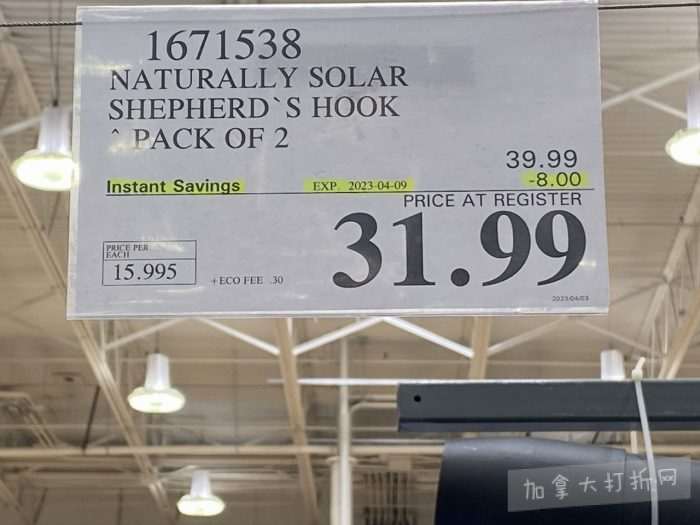 1671538
NATURALLY SOLAR
SHEPHERD`S HOOK
^ PACK OF 2
39.99
Instant Savings EXP. 2023-04-09 -8.00
PRICE AT REGISTER
31.99
PRICE PER
EACH
15.995
+ECO FEE .30
2023/04/03
加拿大打折网